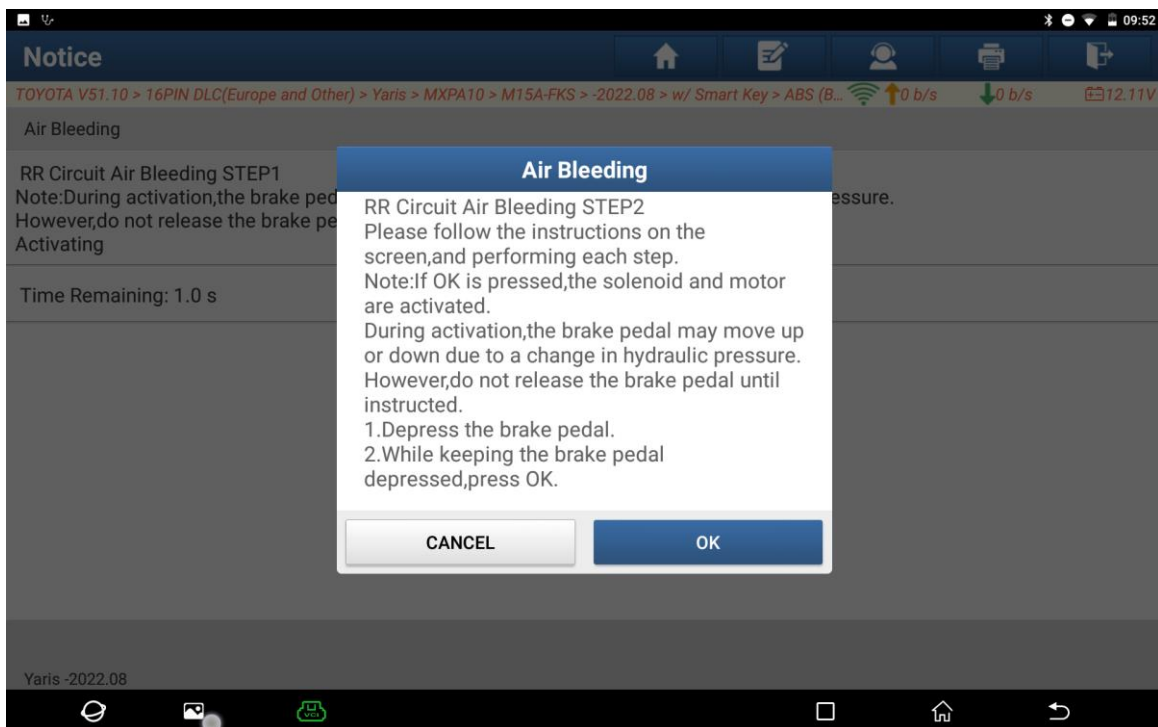 09:52
Notice
TOYOTA V51.10 > 16PIN DLC(Europe and Other) > Yaris > MXPA10 > M15A-FKS > -2022.08 > w/ Smart Key > ABS (B... 0 b/s 0 b/s 12.11V
Air Bleeding
RR Circuit Air Bleeding STEP1
Note:During activation,the brake ped
essure.
However,do not release the brake pe
Activating
Time Remaining: 1.0 s
Air Bleeding
RR Circuit Air Bleeding STEP2
Please follow the instructions on the
screen,and performing each step.
Note:If OK is pressed,the solenoid and motor
are activated.
During activation,the brake pedal may move up
or down due to a change in hydraulic pressure.
However,do not release the brake pedal until
instructed.
1.Depress the brake pedal.
2.While keeping the brake pedal
depressed,press OK.
CANCEL
OK
Yaris -2022.08
VCI